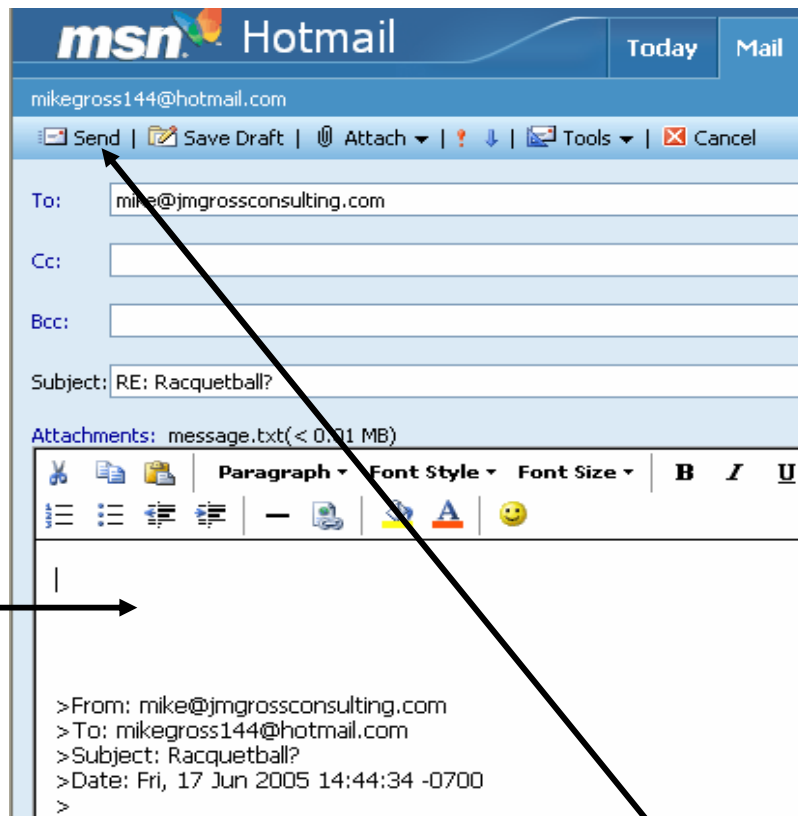 msn Hotmail
Today Mail
mikegross144@hotmail.com
Send | Save Draft | Attach | Tools | Cancel
To: mike@jmgrossconsulting.com
Cc:
Bcc:
Subject: RE: Racquetball?
Attachments: message.txt(< 0.01 MB)
Paragraph Font Style Font Size B I U
A
>From: mike@jmgrossconsulting.com
>To: mikegross144@hotmail.com
>Subject: Racquetball?
>Date: Fri, 17 Jun 2005 14:44:34 -0700
>